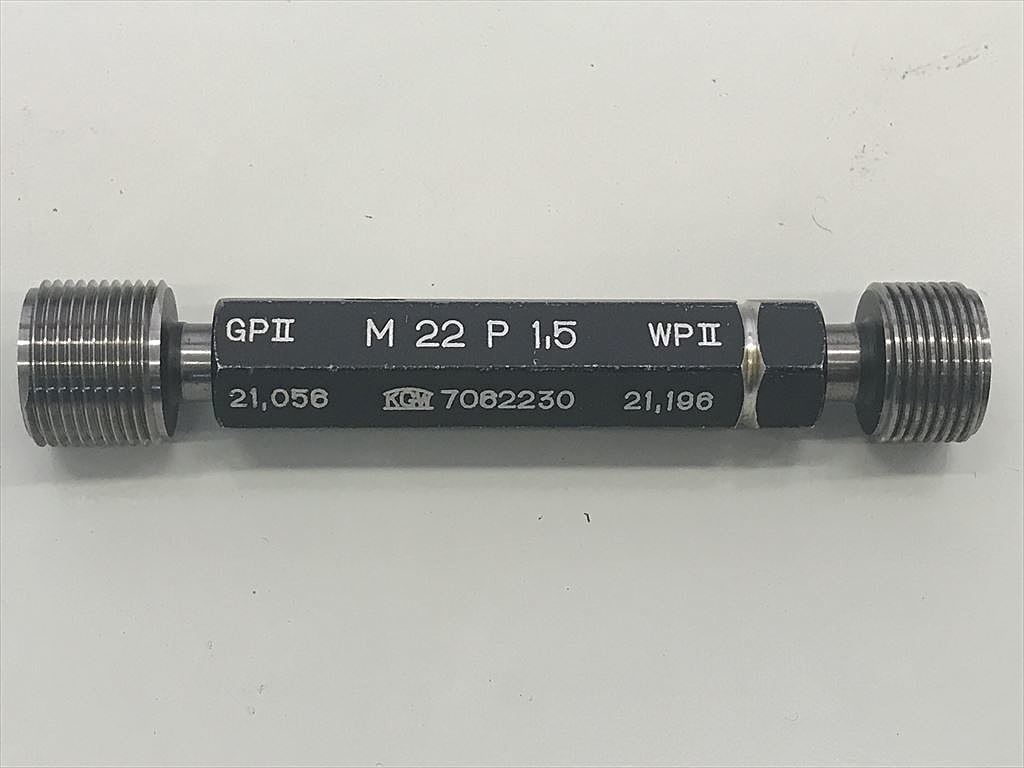 GPII M 22 P 1,5 WPII
21,056 KGW 7062230 21,196